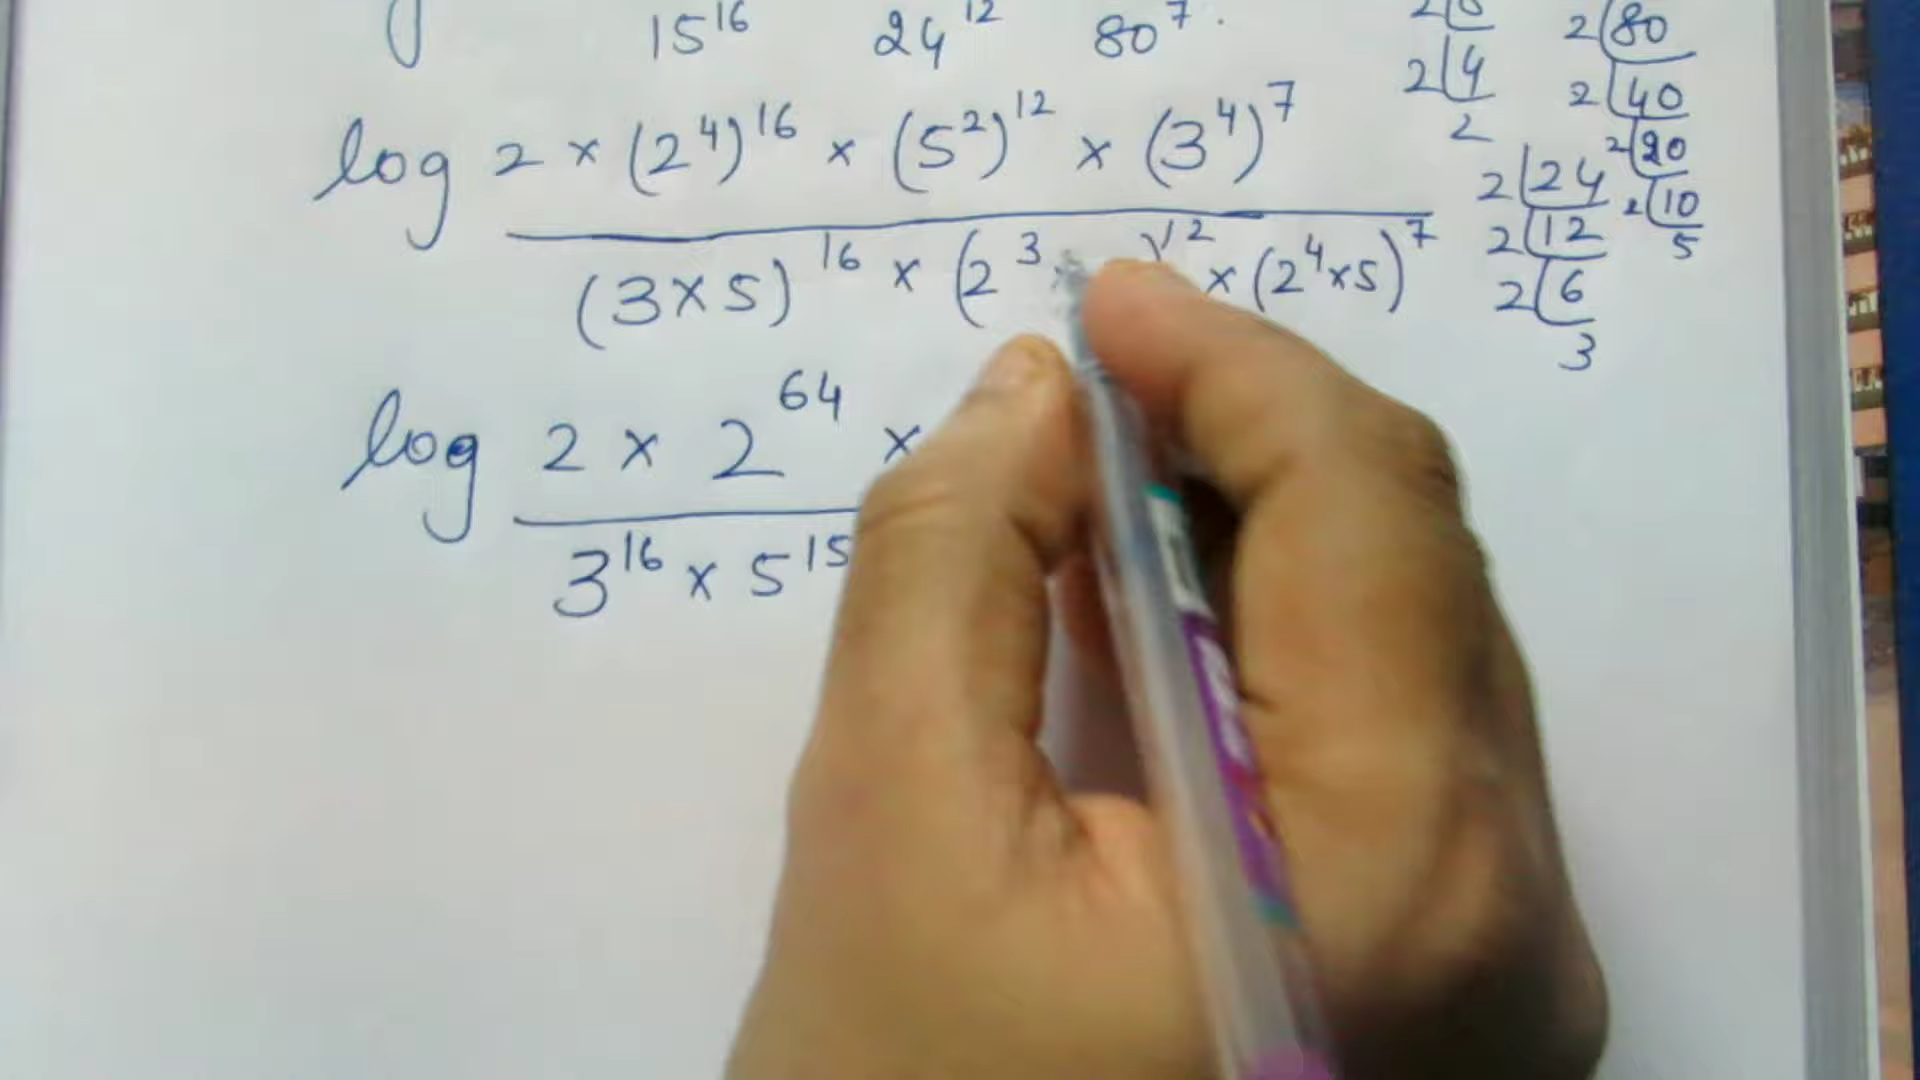 15^16 24^12 80^7.
log 2 × (2^4)^16 × (5^2)^12 × (3^4)^7
(3×5)^16 × (2^3 )^12 × (2^4×5)^7
log 2 × 2^64 ×
3^16 × 5^15
2 4
2
2 80
2 40
2 20
2 10
5
2 24
2 12
2 6
3